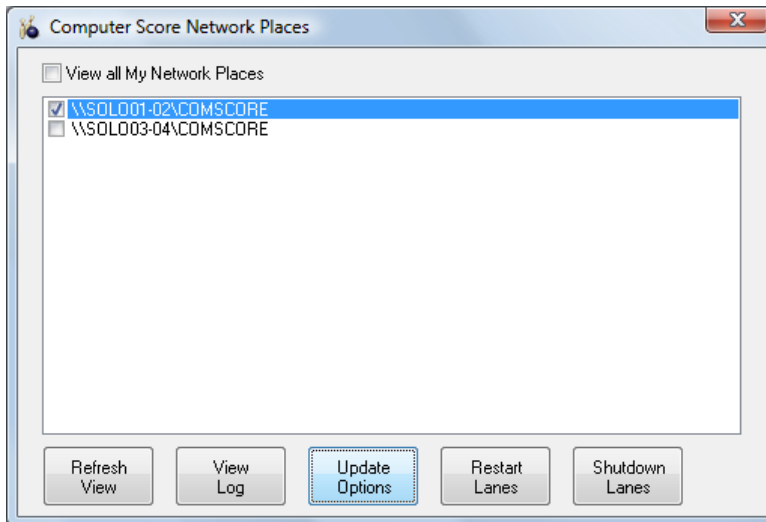 Computer Score Network Places
View all My Network Places
\\SOLO01-02\COMSCORE
\\SOLO03-04\COMSCORE
Refresh View
View Log
Update Options
Restart Lanes
Shutdown Lanes